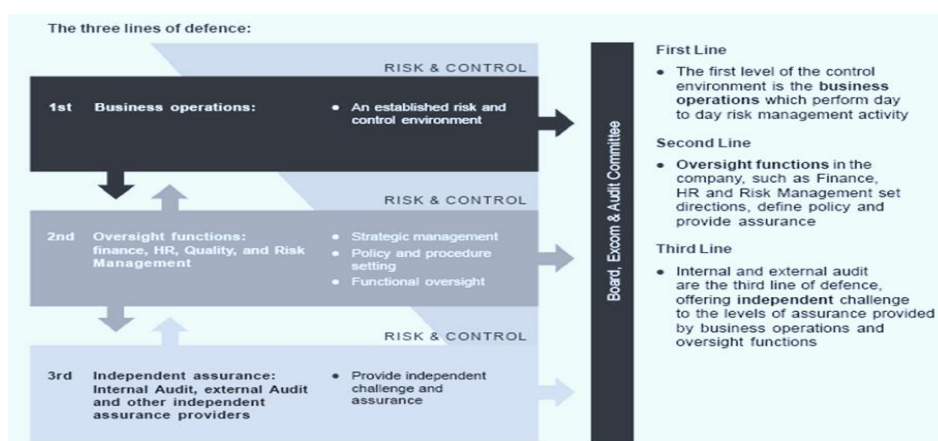 The three lines of defence:
RISK & CONTROL
1st Business operations:
● An established risk and
control environment
RISK & CONTROL
2nd Oversight functions:
finance, HR, Quality, and Risk
Management
● Strategic management
● Policy and procedure
setting
● Functional oversight
RISK & CONTROL
3rd Independent assurance:
Internal Audit, external Audit
and other independent
assurance providers
● Provide independent
challenge and
assurance
Board, Excom & Audit Committee
First Line
● The first level of the control
environment is the business
operations which perform day
to day risk management activity
Second Line
● Oversight functions in the
company, such as Finance,
HR and Risk Management set
directions, define policy and
provide assurance
Third Line
● Internal and external audit
are the third line of defence,
offering independent challenge
to the levels of assurance provided
by business operations and
oversight functions